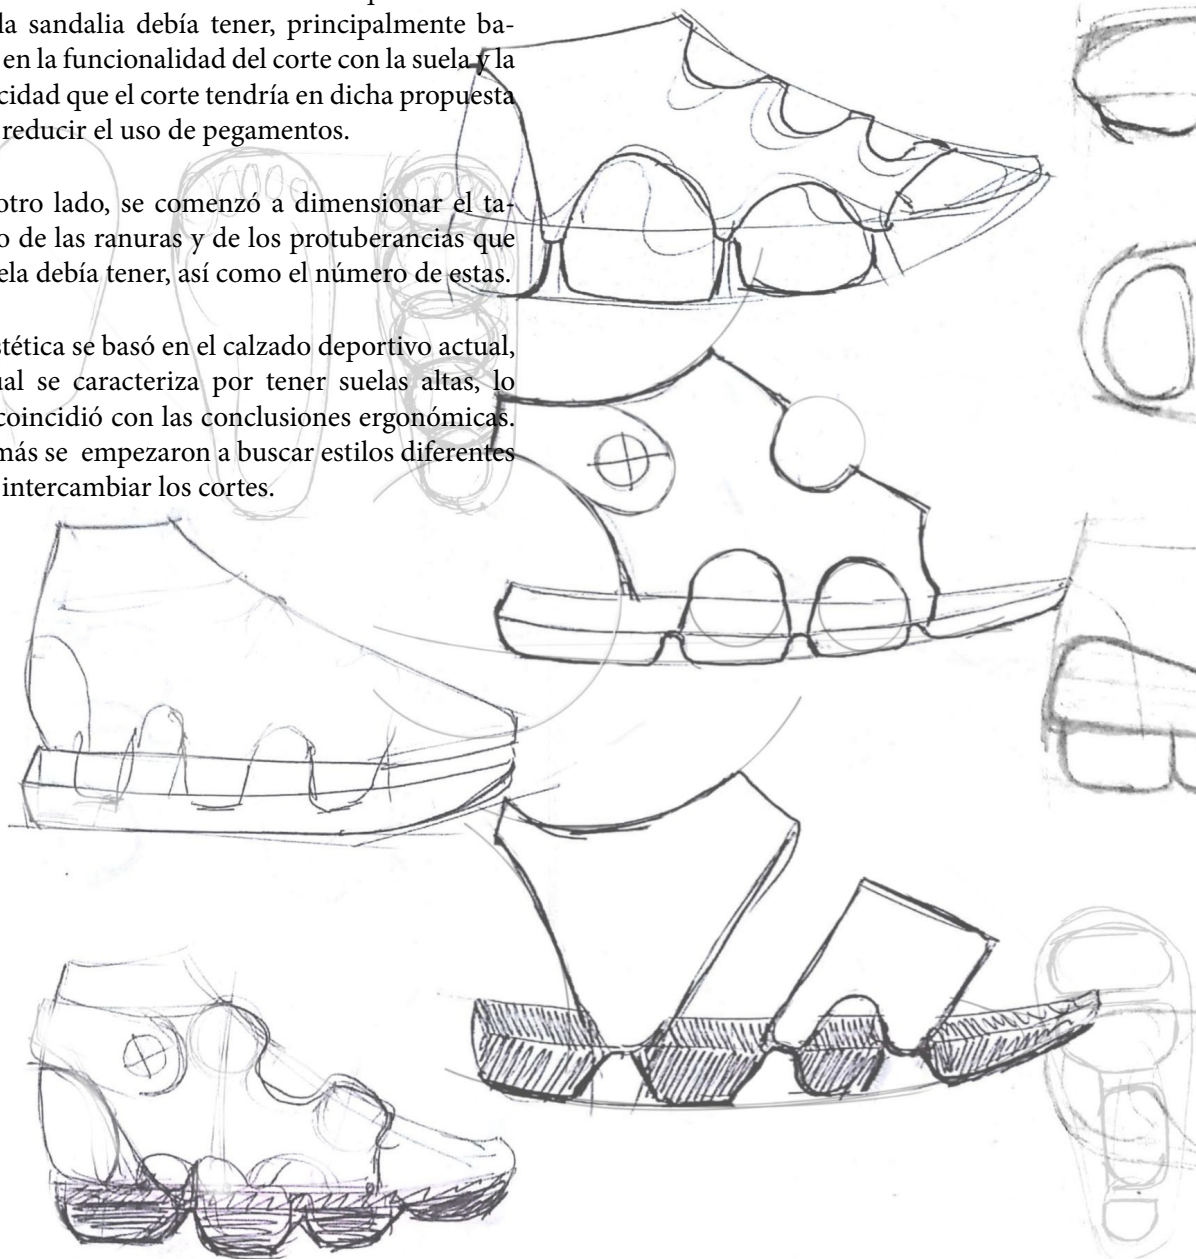 la sandalia debía tener, principalmente ba-
en la funcionalidad del corte con la suela y la
cidad que el corte tendría en dicha propuesta
reducir el uso de pegamentos.
otro lado, se comenzó a dimensionar el ta-
o de las ranuras y de los protuberancias que
ela debía tener, así como el número de estas.
stética se basó en el calzado deportivo actual,
ual se caracteriza por tener suelas altas, lo
coincidió con las conclusiones ergonómicas.
más se empezaron a buscar estilos diferentes
intercambiar los cortes.